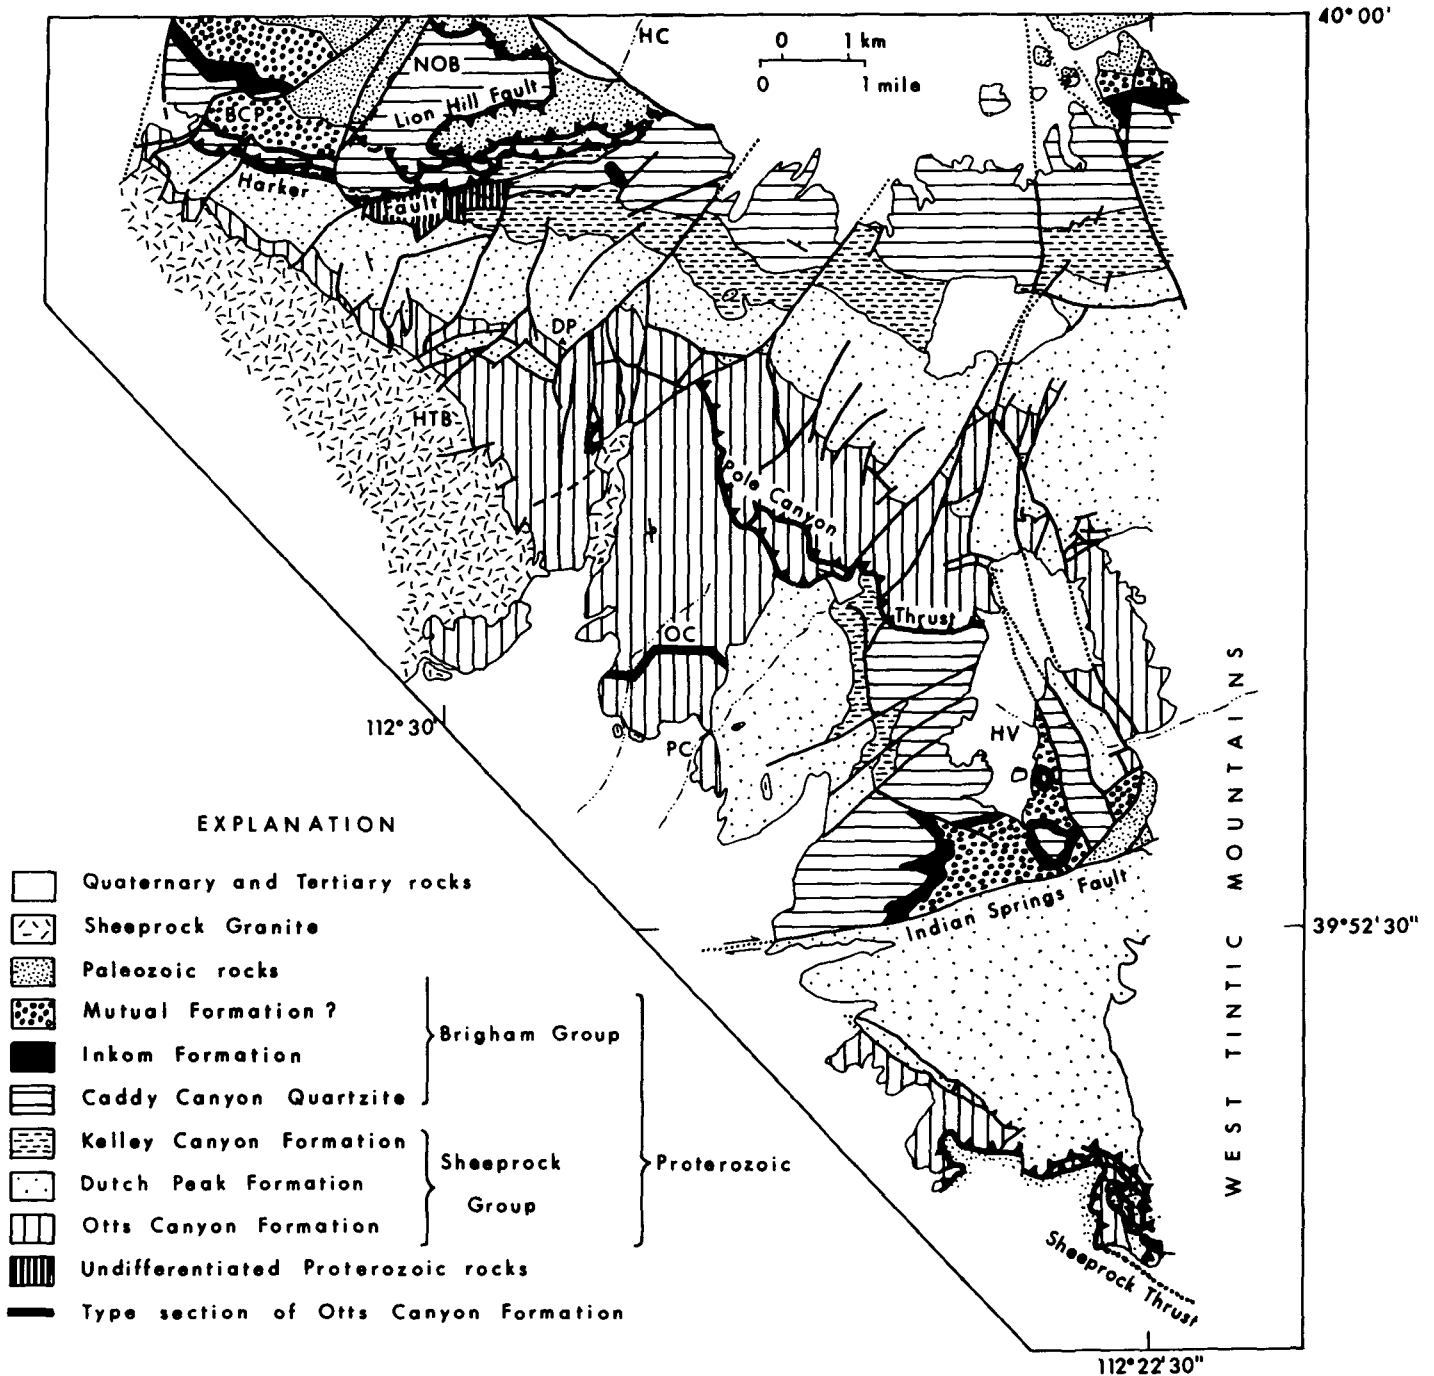 40° 00'
HC
0 1 km
0 1 mile
NOB
Lion Hill Fault
BCP
Harker
Fault
DP
HTB
Pole Canyon
Thrust
OC
112° 30'
PC
HV
WEST TINTIC MOUNTAINS
Indian Springs Fault
39° 52' 30"
Sheeprock Thrust
112° 22' 30"
EXPLANATION
Quaternary and Tertiary rocks
Sheeprock Granite
Paleozoic rocks
Mutual Formation ?
Inkom Formation
Caddy Canyon Quartzite
Kelley Canyon Formation
Dutch Peak Formation
Otts Canyon Formation
Undifferentiated Proterozoic rocks
Type section of Otts Canyon Formation
Brigham Group
Sheeprock
Group
Proterozoic